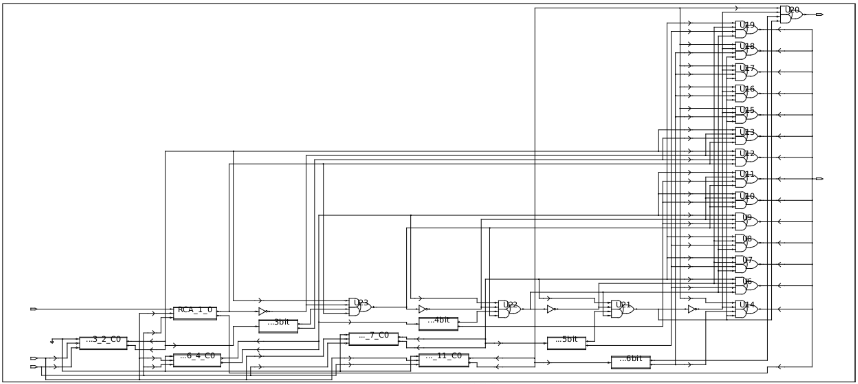 U20
U19
U18
U17
U16
U15
U13
U12
U11
U10
U9
U8
U7
U6
RCA_1_0
U23
U22
U21
U14
...3bit
...4bit
...3_2_C0
..._7_C0
...5bit
...6_4_C0
..._11_C0
...6bit